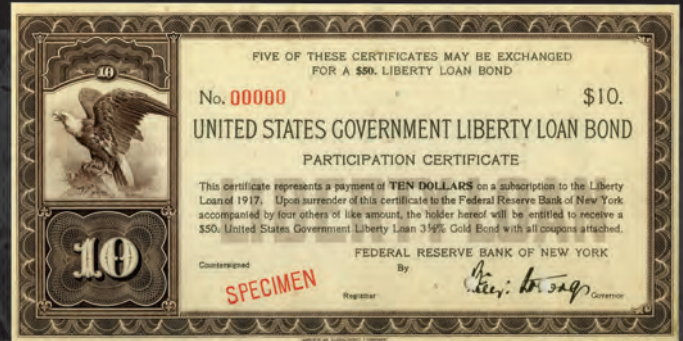 10
FIVE OF THESE CERTIFICATES MAY BE EXCHANGED
FOR A $50. LIBERTY LOAN BOND
No. 00000 $10.
UNITED STATES GOVERNMENT LIBERTY LOAN BOND
PARTICIPATION CERTIFICATE
This certificate represents a payment of TEN DOLLARS on a subscription to the Liberty
Loan of 1917. Upon surrender of this certificate to the Federal Reserve Bank of New York
accompanied by four others of like amount, the holder hereof will be entitled to receive a
$50. United States Government Liberty Loan 3½% Gold Bond with all coupons attached.
LIBERTY LOAN
10
FEDERAL RESERVE BANK OF NEW YORK
Countersigned By
SPECIMEN
Registrar Governor